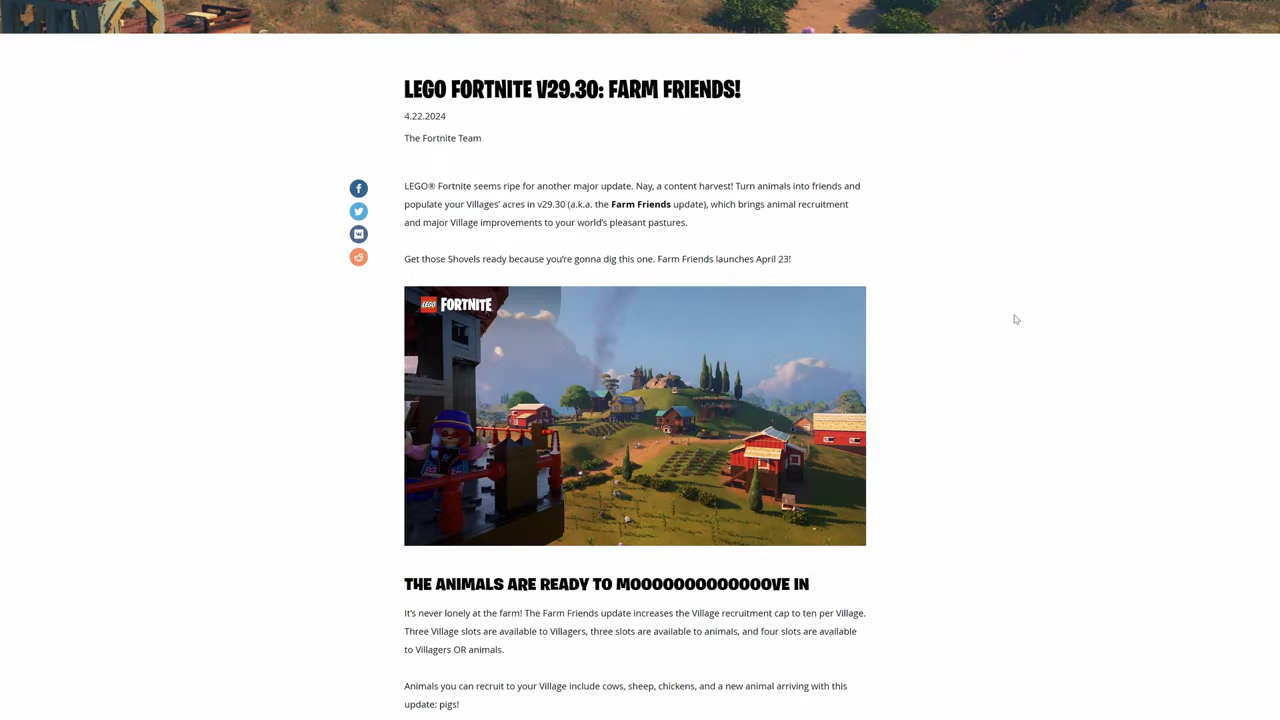 LEGO FORTNITE V29.30: FARM FRIENDS!
4.22.2024
The Fortnite Team
LEGO® Fortnite seems ripe for another major update. Nay, a content harvest! Turn animals into friends and
populate your Villages' acres in v29.30 (a.k.a. the Farm Friends update), which brings animal recruitment
and major Village improvements to your world's pleasant pastures.
Get those Shovels ready because you're gonna dig this one. Farm Friends launches April 23!
LEGO FORTNITE
THE ANIMALS ARE READY TO MOOOOOOOOOOOOOVE IN
It's never lonely at the farm! The Farm Friends update increases the Village recruitment cap to ten per Village.
Three Village slots are available to Villagers, three slots are available to animals, and four slots are available
to Villagers OR animals.
Animals you can recruit to your Village include cows, sheep, chickens, and a new animal arriving with this
update: pigs!